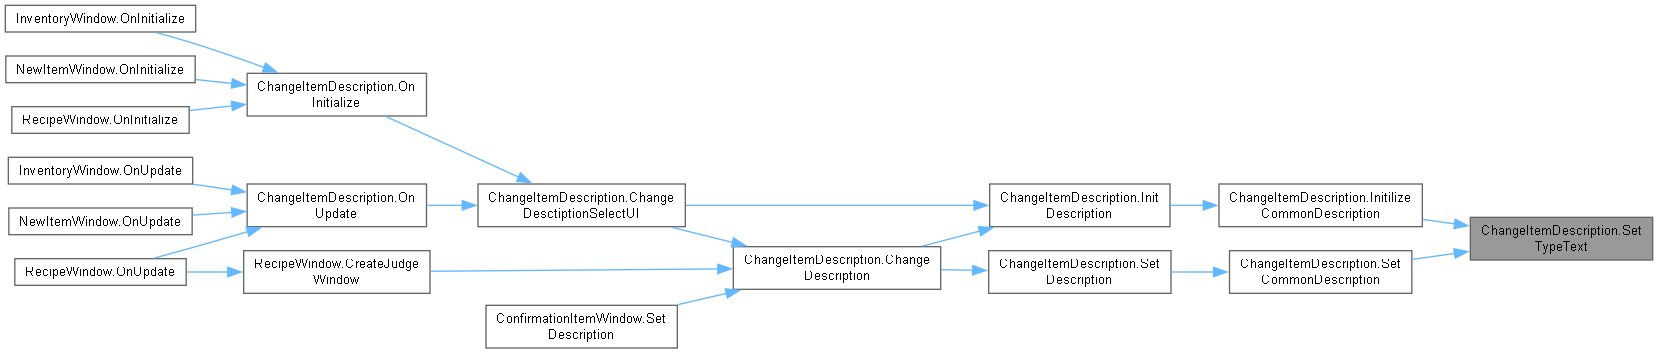 InventoryWindow.OnInitialize
NewItemWindow.OnInitialize
RecipeWindow.OnInitialize
ChangeItemDescription.On
Initialize
InventoryWindow.OnUpdate
NewItemWindow.OnUpdate
RecipeWindow.OnUpdate
ChangeItemDescription.On
Update
RecipeWindow.CreateJudge
Window
ChangeItemDescription.Change
DesctiptionSelectUI
ConfirmationItemWindow.Set
Description
ChangeItemDescription.Change
Description
ChangeItemDescription.Init
Description
ChangeItemDescription.Set
Description
ChangeItemDescription.Initilize
CommonDescription
ChangeItemDescription.Set
CommonDescription
ChangeItemDescription.Set
TypeText